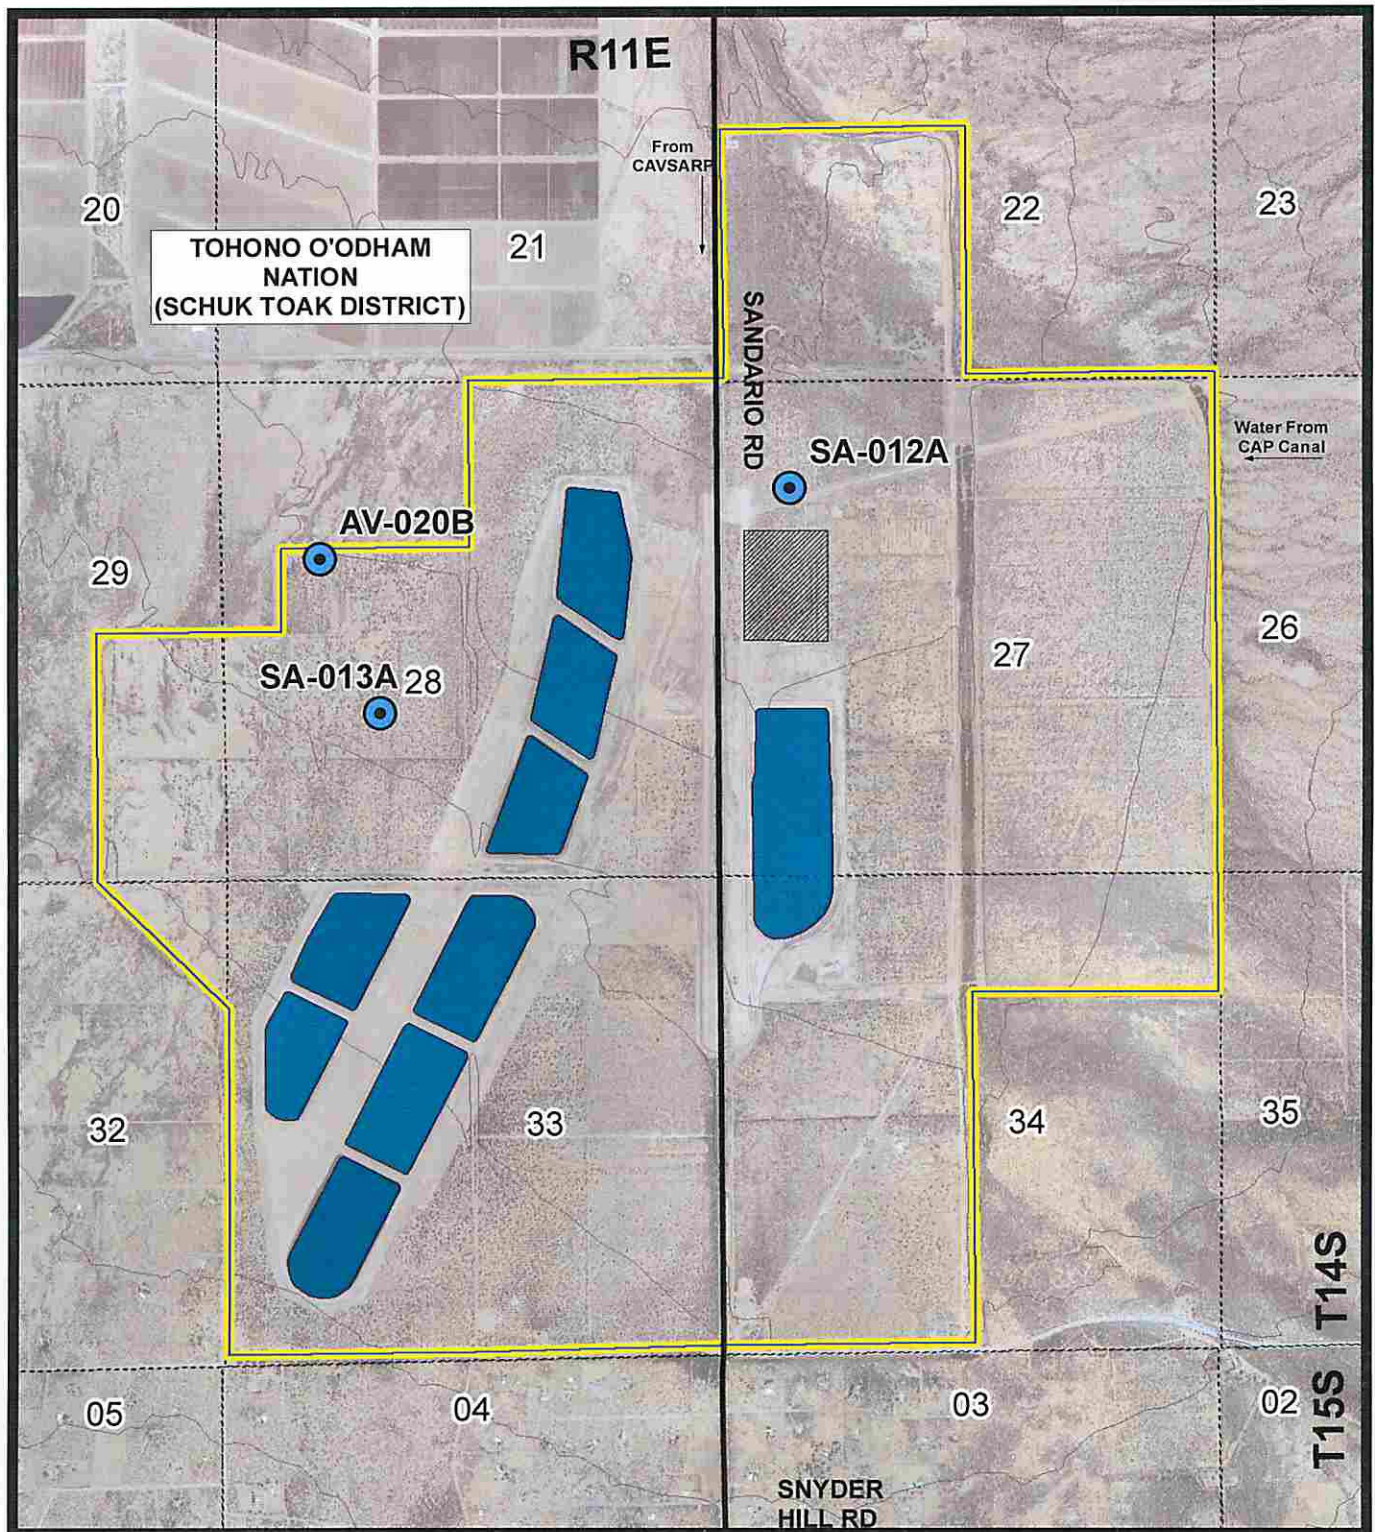 R11E
From
CAVSARP
20
21
22
23
TOHONO O'ODHAM
NATION
(SCHUK TOAK DISTRICT)
SANDARIO RD
Water From
CAP Canal
SA-012A
AV-020B
29
26
27
SA-013A
28
32
33
34
35
T14S
T15S
05
04
03
02
SNYDER
HILL RD